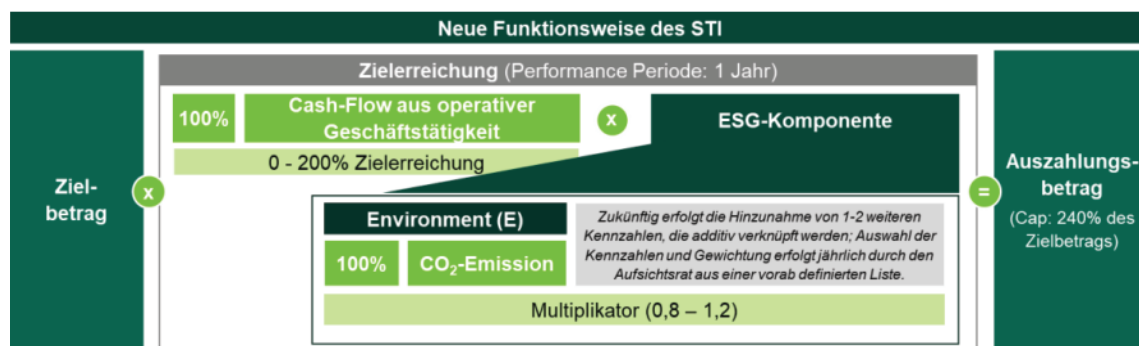 Neue Funktionsweise des STI
Zielerreichung (Performance Periode: 1 Jahr)
Ziel-
betrag
x
100%
Cash-Flow aus operativer
Geschäftstätigkeit
0 - 200% Zielerreichung
x
ESG-Komponente
Environment (E)
100%
CO₂-Emission
Zukünftig erfolgt die Hinzunahme von 1-2 weiteren
Kennzahlen, die additiv verknüpft werden; Auswahl der
Kennzahlen und Gewichtung erfolgt jährlich durch den
Aufsichtsrat aus einer vorab definierten Liste.
Multiplikator (0,8 – 1,2)
=
Auszahlungs-
betrag
(Cap: 240% des
Zielbetrags)